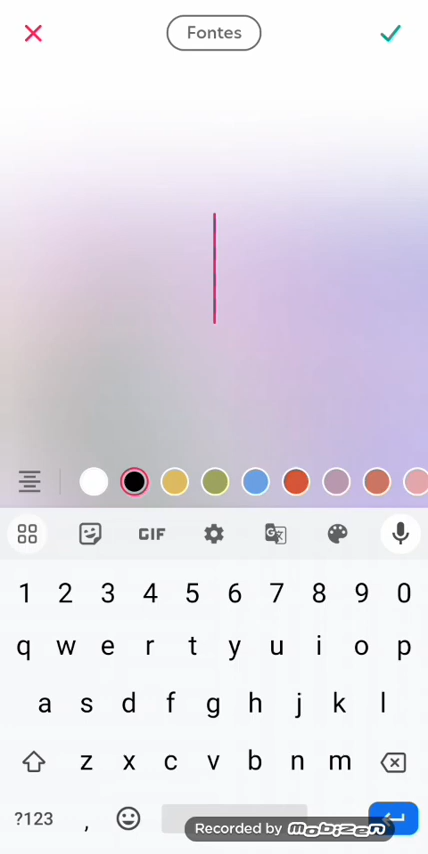 Fontes
GIF
1 2 3 4 5 6 7 8 9 0
q w e r t y u i o p
a s d f g h j k l
z x c v b n m
?123 ,
Recorded by MOBIZEN